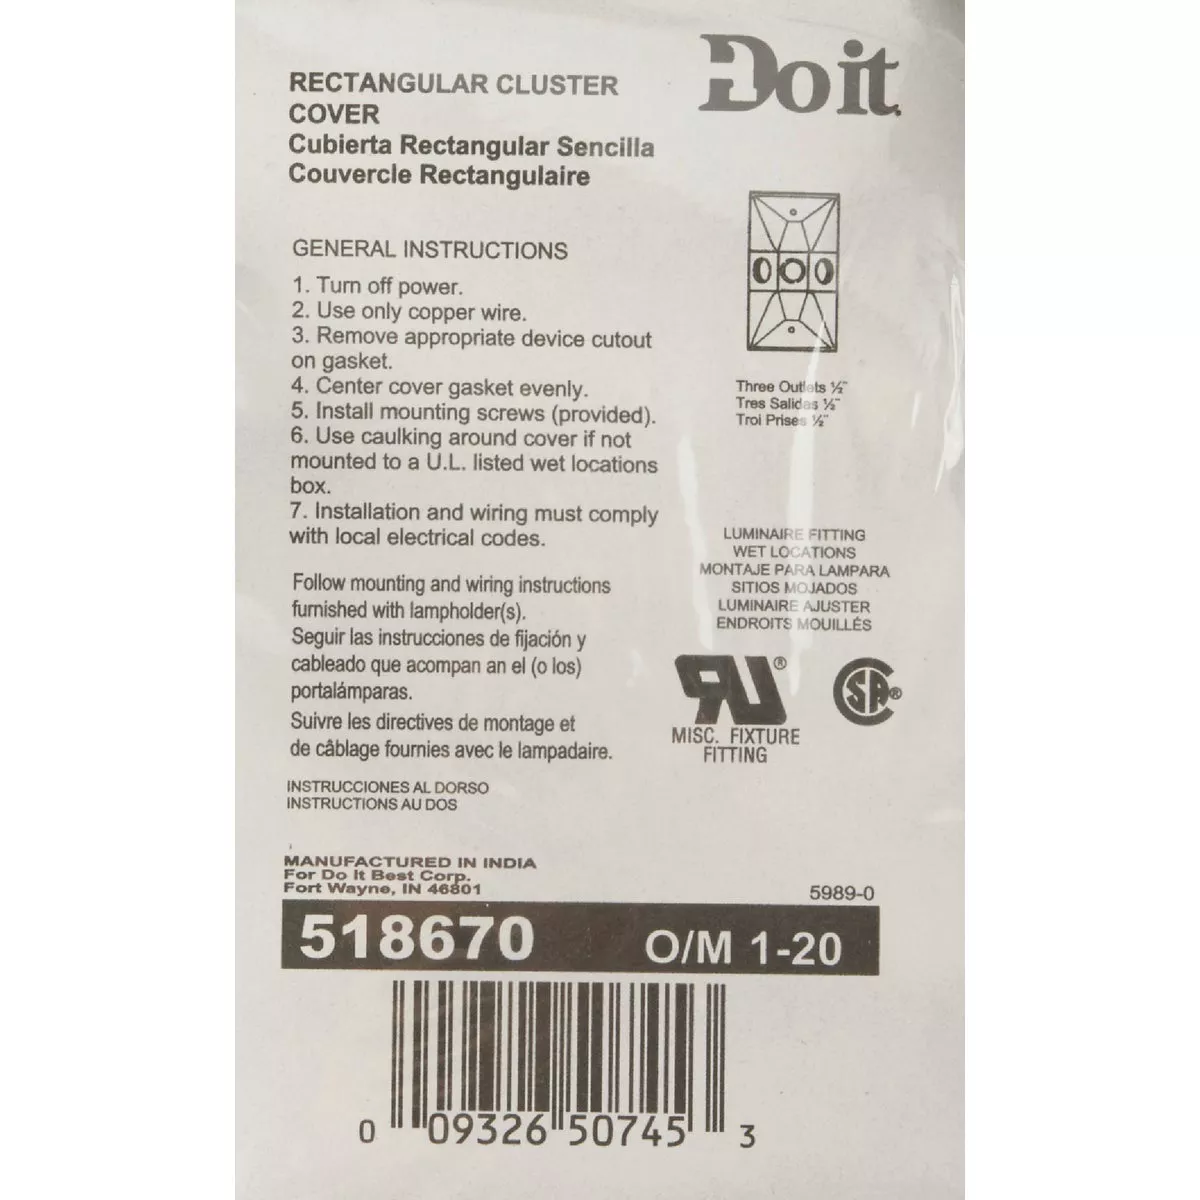 Do it
RECTANGULAR CLUSTER
COVER
Cubierta Rectangular Sencilla
Couvercle Rectangulaire
GENERAL INSTRUCTIONS
1. Turn off power.
2. Use only copper wire.
3. Remove appropriate device cutout
on gasket.
4. Center cover gasket evenly.
5. Install mounting screws (provided).
6. Use caulking around cover if not
mounted to a U.L. listed wet locations
box.
7. Installation and wiring must comply
with local electrical codes.
Follow mounting and wiring instructions
furnished with lampholder(s).
Seguir las instrucciones de fijación y
cableado que acompan an el (o los)
portalámparas.
Suivre les directives de montage et
de câblage fournies avec le lampadaire.
INSTRUCCIONES AL DORSO
INSTRUCTIONS AU DOS
Three Outlets ½"
Tres Salidas ½"
Troi Prises ½"
LUMINAIRE FITTING
WET LOCATIONS
MONTAJE PARA LAMPARA
SITIOS MOJADOS
LUMINAIRE AJUSTER
ENDROITS MOUILLÉS
RU® SA®
MISC. FIXTURE
FITTING
MANUFACTURED IN INDIA
For Do It Best Corp.
Fort Wayne, IN 46801
5989-0
518670 O/M 1-20
0 09326 50745 3